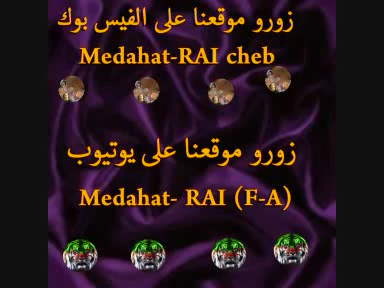 زورو موقعنا على الفيس بوك
Medahat-RAI cheb
زورو موقعنا على يوتيوب
Medahat- RAI (F-A)